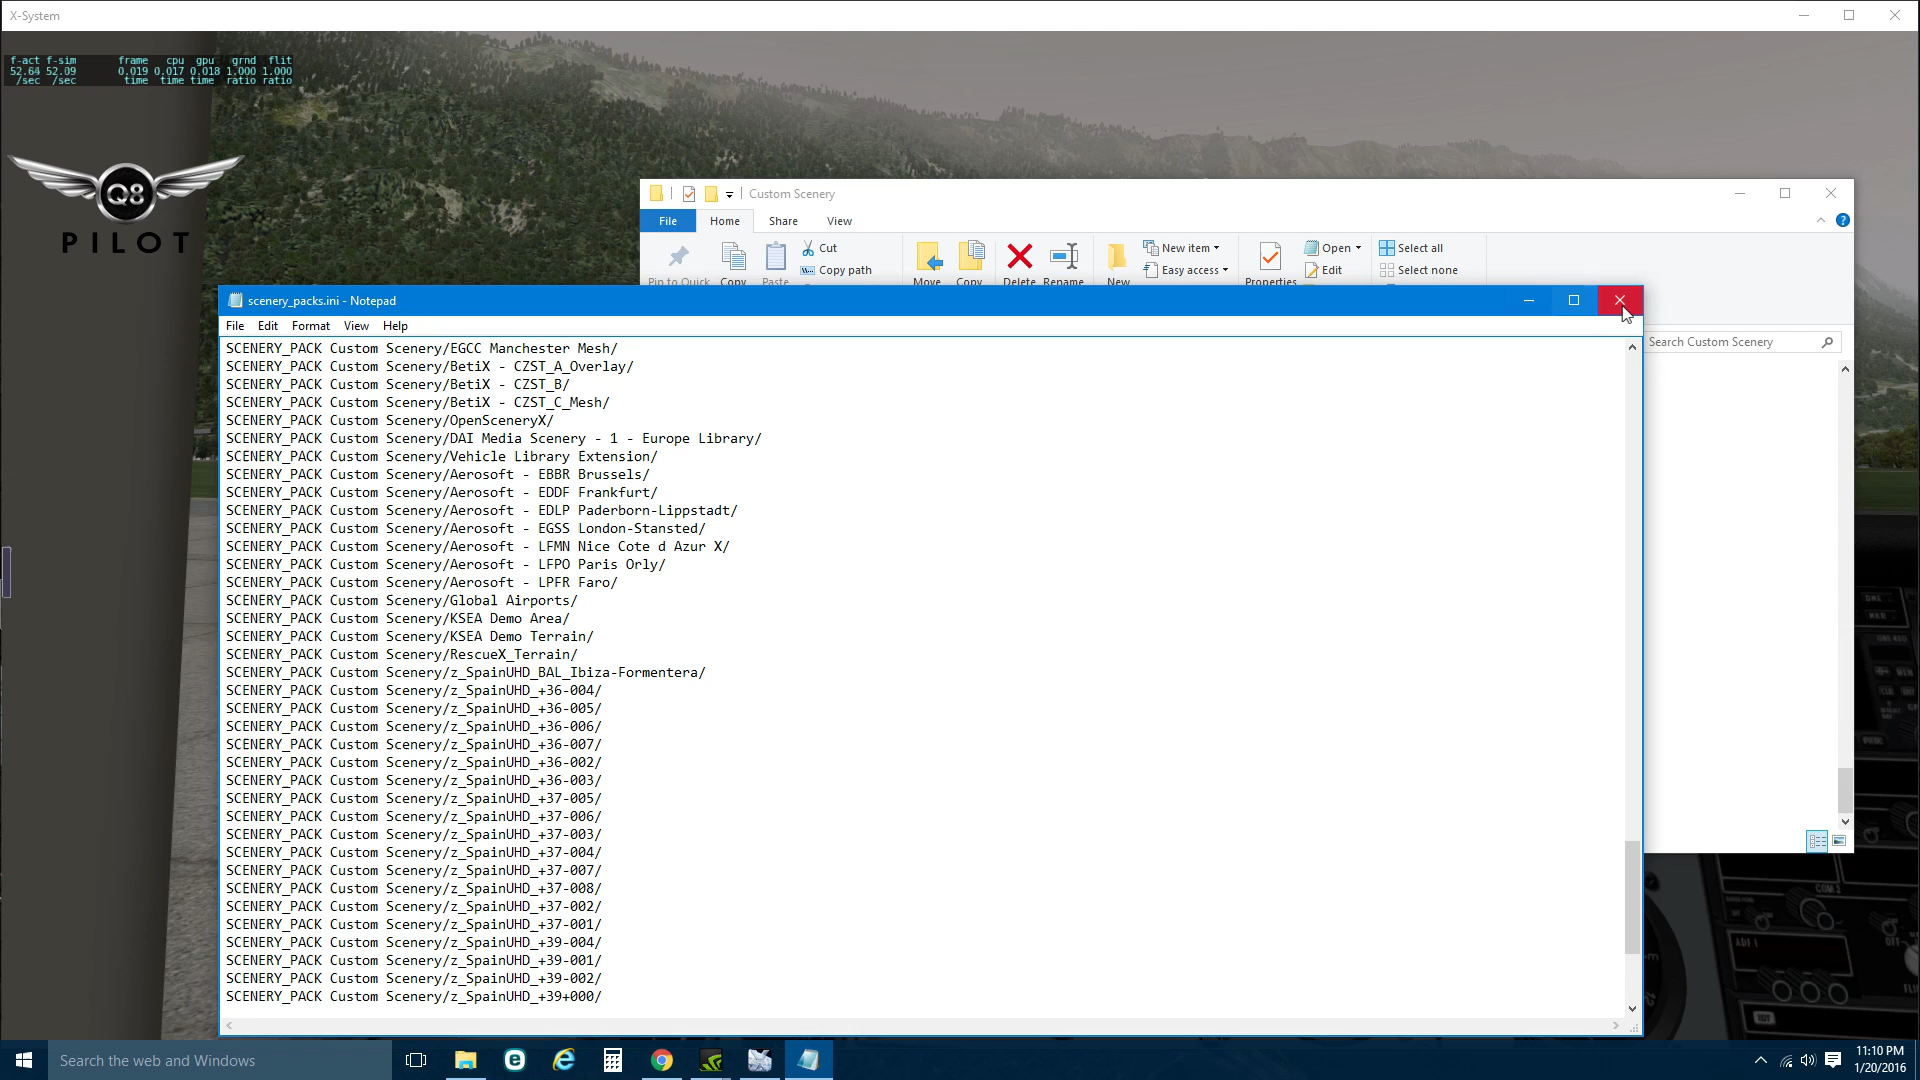 X-System
f-act f-sim frame cpu gpu grnd flit
52.64 52.09 0.019 0.017 0.018 1.000 1.000
/sec /sec time time time ratio ratio
Q8
PILOT
Custom Scenery
File Home Share View
Cut
New item
Open
Select all
Copy path
Easy access
Edit
Select none
Pin to Quick Copy Paste Move Copy Delete Rename New Properties
scenery_packs.ini - Notepad
File Edit Format View Help
Search Custom Scenery
SCENERY_PACK Custom Scenery/EGCC Manchester Mesh/
SCENERY_PACK Custom Scenery/BetiX - CZST_A_Overlay/
SCENERY_PACK Custom Scenery/BetiX - CZST_B/
SCENERY_PACK Custom Scenery/BetiX - CZST_C_Mesh/
SCENERY_PACK Custom Scenery/OpenSceneryX/
SCENERY_PACK Custom Scenery/DAI Media Scenery - 1 - Europe Library/
SCENERY_PACK Custom Scenery/Vehicle Library Extension/
SCENERY_PACK Custom Scenery/Aerosoft - EBBR Brussels/
SCENERY_PACK Custom Scenery/Aerosoft - EDDF Frankfurt/
SCENERY_PACK Custom Scenery/Aerosoft - EDLP Paderborn-Lippstadt/
SCENERY_PACK Custom Scenery/Aerosoft - EGSS London-Stansted/
SCENERY_PACK Custom Scenery/Aerosoft - LFMN Nice Cote d Azur X/
SCENERY_PACK Custom Scenery/Aerosoft - LFPO Paris Orly/
SCENERY_PACK Custom Scenery/Aerosoft - LPFR Faro/
SCENERY_PACK Custom Scenery/Global Airports/
SCENERY_PACK Custom Scenery/KSEA Demo Area/
SCENERY_PACK Custom Scenery/KSEA Demo Terrain/
SCENERY_PACK Custom Scenery/RescueX_Terrain/
SCENERY_PACK Custom Scenery/z_SpainUHD_BAL_Ibiza-Formentera/
SCENERY_PACK Custom Scenery/z_SpainUHD_+36-004/
SCENERY_PACK Custom Scenery/z_SpainUHD_+36-005/
SCENERY_PACK Custom Scenery/z_SpainUHD_+36-006/
SCENERY_PACK Custom Scenery/z_SpainUHD_+36-007/
SCENERY_PACK Custom Scenery/z_SpainUHD_+36-002/
SCENERY_PACK Custom Scenery/z_SpainUHD_+36-003/
SCENERY_PACK Custom Scenery/z_SpainUHD_+37-005/
SCENERY_PACK Custom Scenery/z_SpainUHD_+37-006/
SCENERY_PACK Custom Scenery/z_SpainUHD_+37-003/
SCENERY_PACK Custom Scenery/z_SpainUHD_+37-004/
SCENERY_PACK Custom Scenery/z_SpainUHD_+37-007/
SCENERY_PACK Custom Scenery/z_SpainUHD_+37-008/
SCENERY_PACK Custom Scenery/z_SpainUHD_+37-002/
SCENERY_PACK Custom Scenery/z_SpainUHD_+37-001/
SCENERY_PACK Custom Scenery/z_SpainUHD_+39-004/
SCENERY_PACK Custom Scenery/z_SpainUHD_+39-001/
SCENERY_PACK Custom Scenery/z_SpainUHD_+39-002/
SCENERY_PACK Custom Scenery/z_SpainUHD_+39+000/
COM 2
ADF 1
Search the web and Windows
11:10 PM
1/20/2016